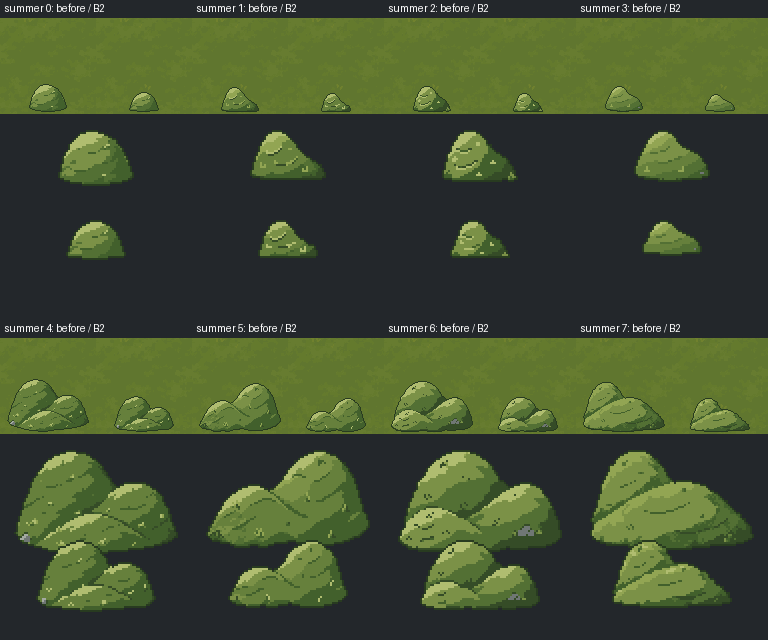 summer 0: before / B2
summer 1: before / B2
summer 2: before / B2
summer 3: before / B2
summer 4: before / B2
summer 5: before / B2
summer 6: before / B2
summer 7: before / B2